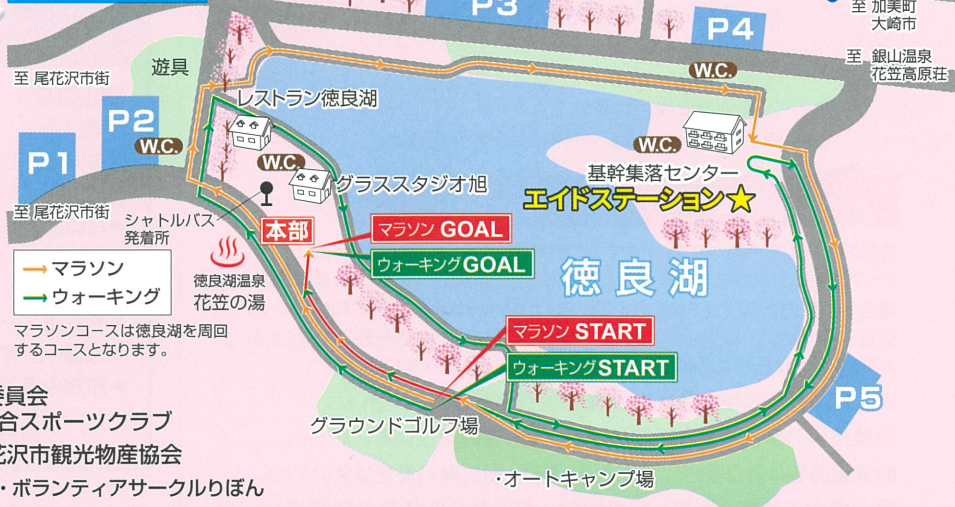 P3
P4
至 加美町
大崎市
至 銀山温泉
花笠高原荘
至 尾花沢市街
遊具
W.C.
レストラン徳良湖
P2
P1
W.C.
W.C.
W.C.
基幹集落センター
エイドステーション★
グラススタジオ旭
至 尾花沢市街
シャトルバス
発着所
本部
マラソン GOAL
ウォーキングGOAL
徳良湖
徳良湖温泉
花笠の湯
マラソン
ウォーキング
マラソンコースは徳良湖を周回
するコースとなります。
マラソン START
ウォーキングSTART
P5
グラウンドゴルフ場
・オートキャンプ場
委員会
合スポーツクラブ
花沢市観光物産協会
・ボランティアサークルりぼん